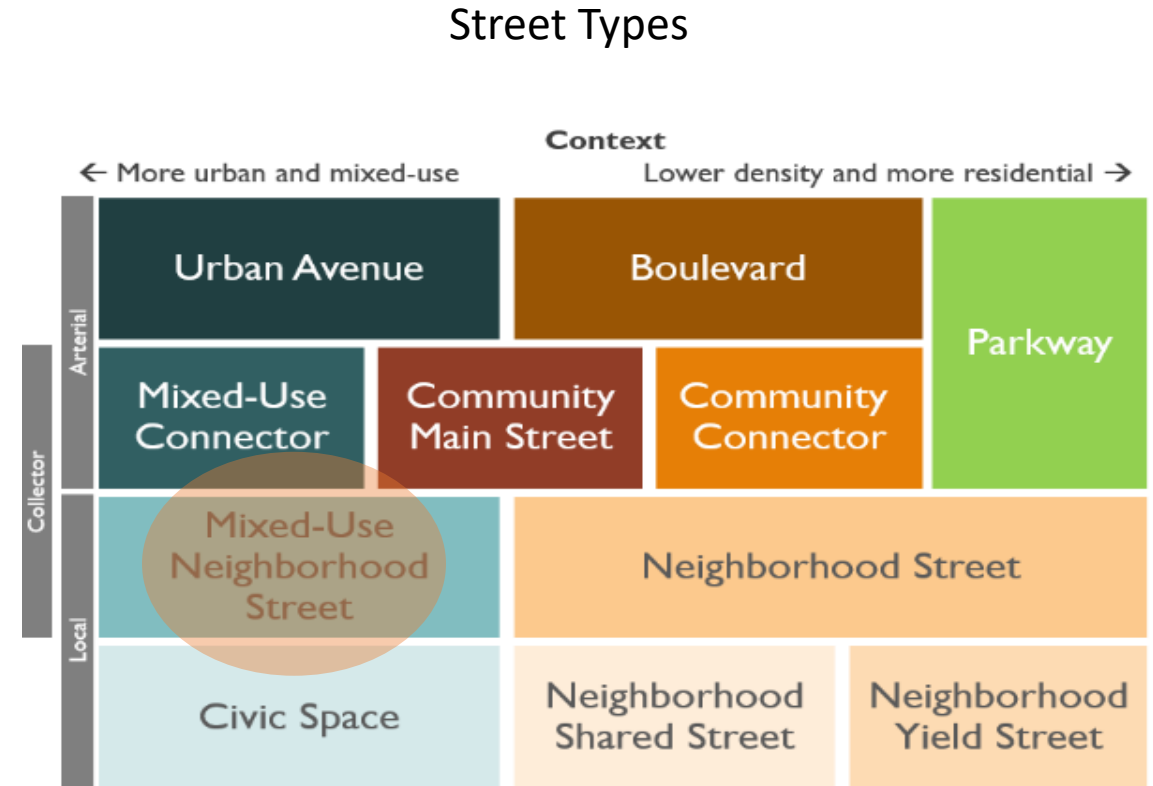 Street Types
Context
← More urban and mixed-use
Lower density and more residential →
Arterial
Collector
Local
Urban Avenue
Boulevard
Parkway
Mixed-Use
Connector
Community
Main Street
Community
Connector
Mixed-Use
Neighborhood
Street
Neighborhood Street
Civic Space
Neighborhood
Shared Street
Neighborhood
Yield Street